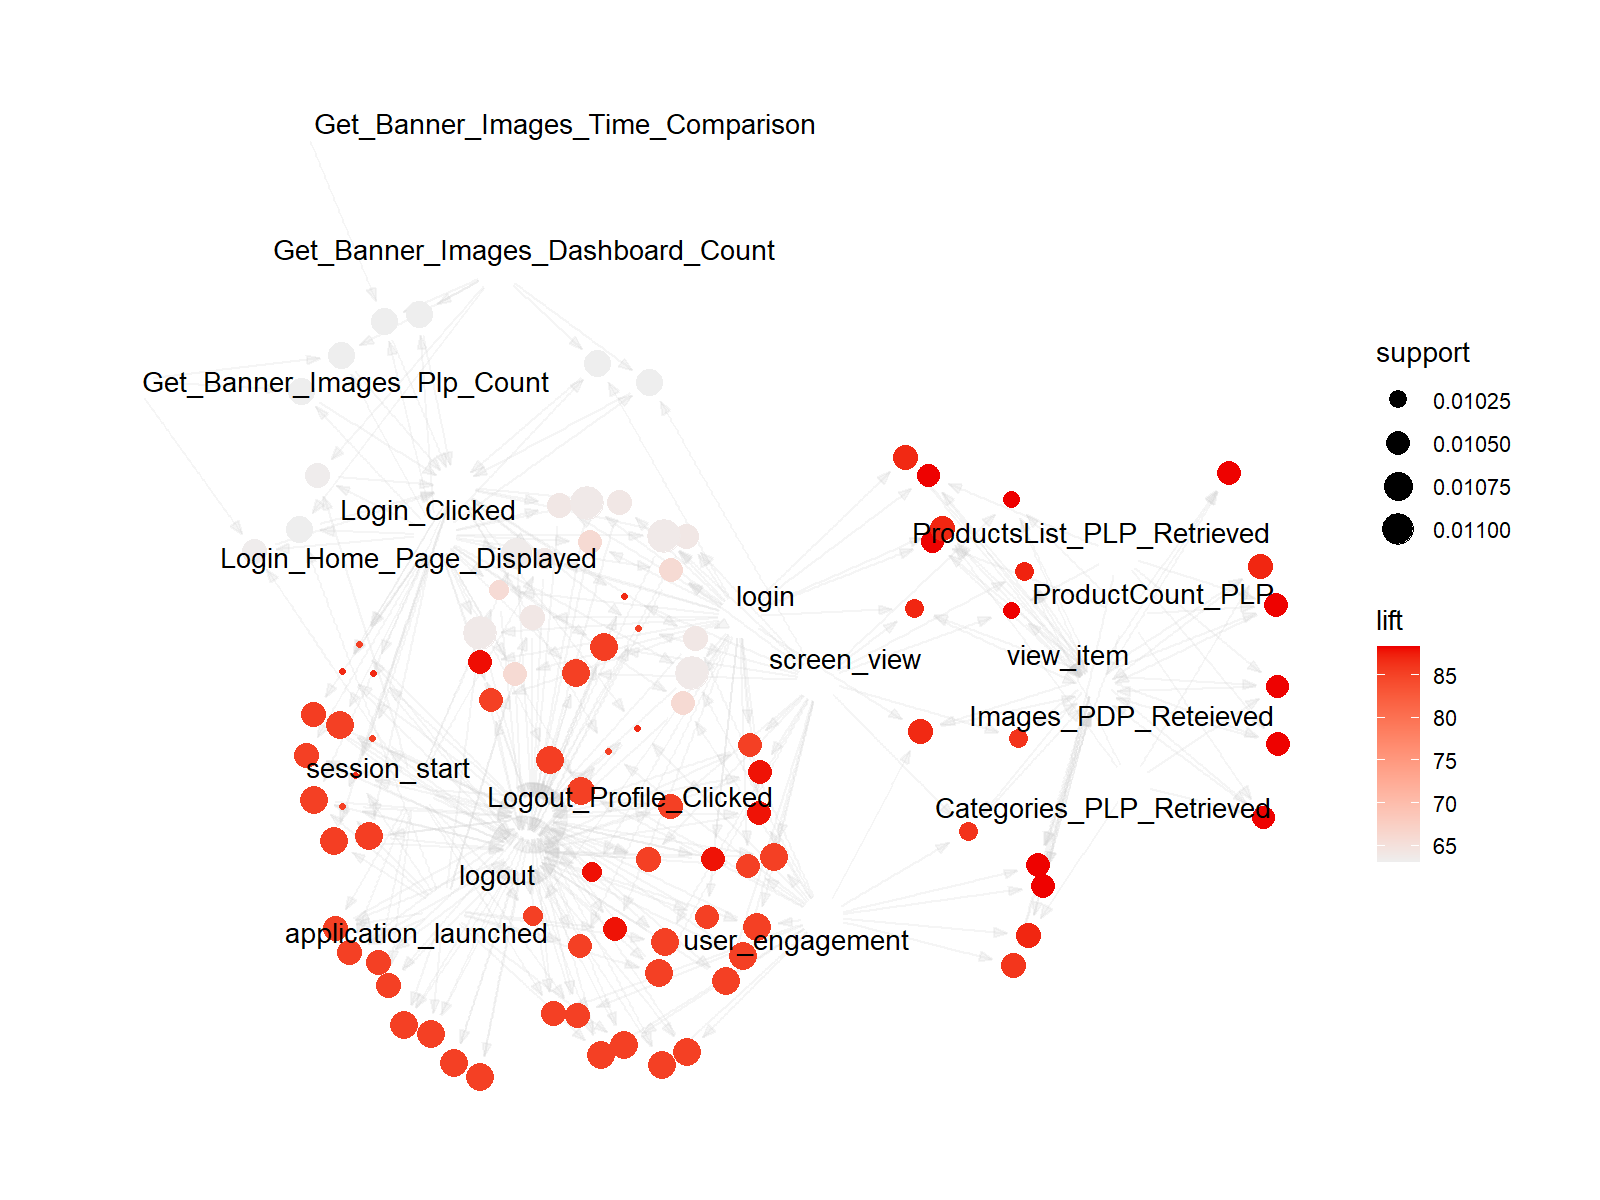 Get_Banner_Images_Time_Comparison
Get_Banner_Images_Dashboard_Count
Get_Banner_Images_Plp_Count
Login_Clicked
Login_Home_Page_Displayed
ProductsList_PLP_Retrieved
login
ProductCount_PLP
screen_view
view_item
Images_PDP_Reteieved
session_start
Logout_Profile_Clicked
Categories_PLP_Retrieved
logout
application_launched
user_engagement
support
0.01025
0.01050
0.01075
0.01100
lift
85
80
75
70
65